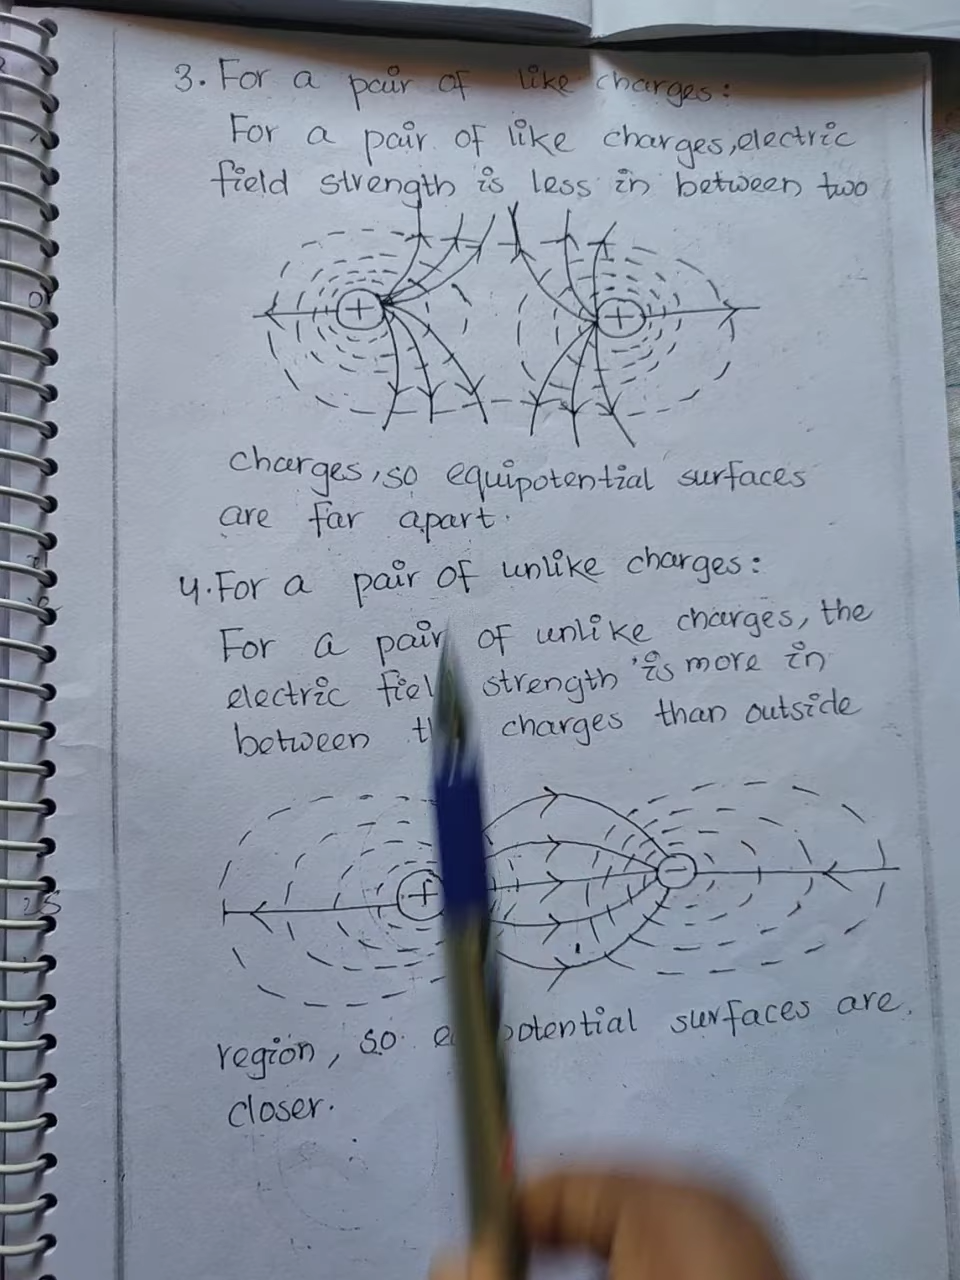 3. For a pair of like charges:
For a pair of like charges, electric
field strength is less in between two
+ +
charges, so equipotential surfaces
are far apart.
4. For a pair of unlike charges:
For a pair of unlike charges, the
electric strength is more in
between charges than outside
+ -
region, so surfaces are
closer.